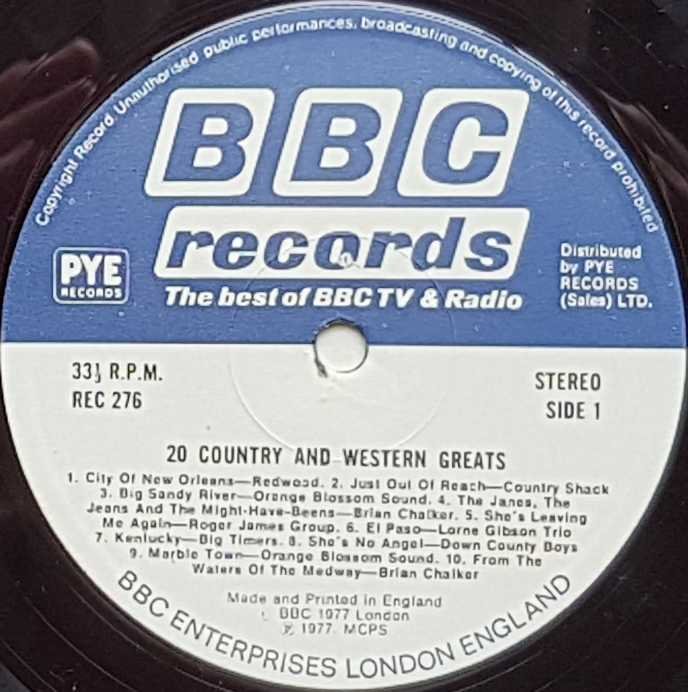 Copyright Record. Unauthorised public performances, broadcasting and copying of this record prohibited
BBC
records
The best of BBC TV & Radio
PYE
RECORDS
Distributed
by PYE
RECORDS
(Sales) LTD.
33⅓ R.P.M.
REC 276
STEREO
SIDE 1
20 COUNTRY AND WESTERN GREATS
1. City Of New Orleans—Redwood. 2. Just Out Of Reach—Country Shack
3. Big Sandy River—Orange Blossom Sound. 4. The Janes, The
Jeans And The Might-Have-Beens—Brian Chalker. 5. She's Leaving
Me Again—Roger James Group. 6. El Paso—Lorne Gibson Trio
7. Kentucky—Big Timers. 8. She's No Angel—Down County Boys
9. Marble Town—Orange Blossom Sound. 10. From The
Waters Of The Medway—Brian Chalker
Made and Printed in England
© BBC 1977 London
℗ 1977 MCPS
BBC ENTERPRISES LONDON ENGLAND